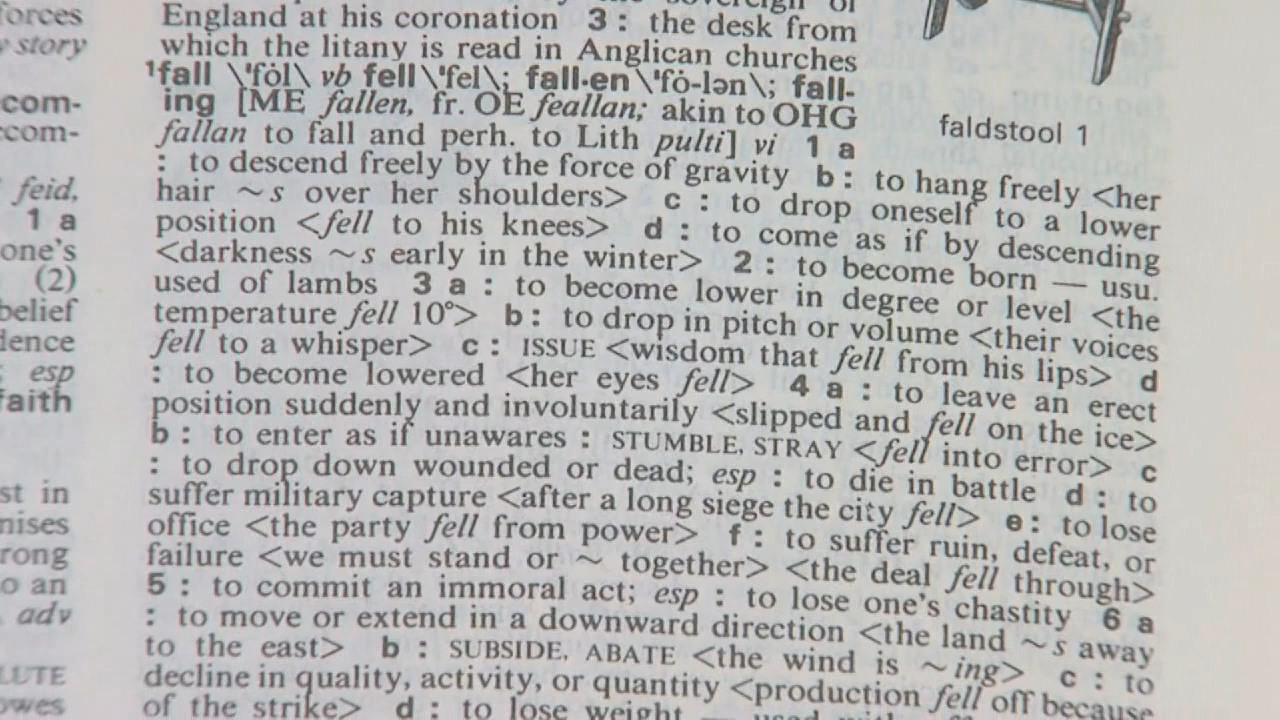 forces
story
com-
com-
feid,
1 a
one's
(2)
belief
dence
esp
faith
st in
mises
rong
o an
adv
LUTE
owes
England at his coronation 3 : the desk from
which the litany is read in Anglican churches
¹fall \ˈfȯl\ vb fell \ˈfel\; fall·en \ˈfȯ-lən\; fall-
ing [ME fallen, fr. OE feallan; akin to OHG
fallan to fall and perh. to Lith pulti] vi 1 a
: to descend freely by the force of gravity b : to hang freely <her
hair ~s over her shoulders> c : to drop oneself to a lower
position <fell to his knees> d : to come as if by descending
<darkness ~s early in the winter> 2 : to become born — usu.
used of lambs 3 a : to become lower in degree or level <the
temperature fell 10°> b : to drop in pitch or volume <their voices
fell to a whisper> c : ISSUE <wisdom that fell from his lips> d
: to become lowered <her eyes fell> 4 a : to leave an erect
position suddenly and involuntarily <slipped and fell on the ice>
b : to enter as if unawares : STUMBLE, STRAY <fell into error> c
: to drop down wounded or dead; esp : to die in battle d : to
suffer military capture <after a long siege the city fell> e : to lose
office <the party fell from power> f : to suffer ruin, defeat, or
failure <we must stand or ~ together> <the deal fell through>
5 : to commit an immoral act; esp : to lose one's chastity 6 a
: to move or extend in a downward direction <the land ~s away
to the east> b : SUBSIDE, ABATE <the wind is ~ing> c : to
decline in quality, activity, or quantity <production fell off because
of the strike> d : to lose weight — used with
faldstool 1